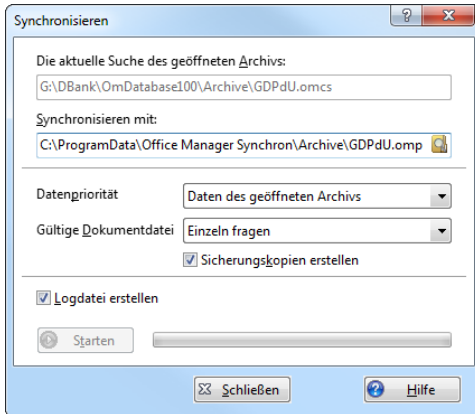 Synchronisieren
Die aktuelle Suche des geöffneten Archivs:
G:\DBank\OmDatabase100\Archive\GDPdU.omcs
Synchronisieren mit:
C:\ProgramData\Office Manager Synchron\Archive\GDPdU.omp
Datenpriorität Daten des geöffneten Archivs
Gültige Dokumentdatei Einzeln fragen
Sicherungskopien erstellen
Logdatei erstellen
Starten
Schließen Hilfe